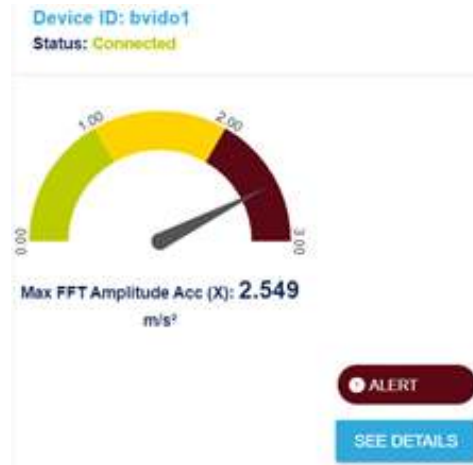 Device ID: bvido1
Status: Connected
1.00
2.00
0.00
3.00
Max FFT Amplitude Acc (X): 2.549
m/s²
ALERT
SEE DETAILS